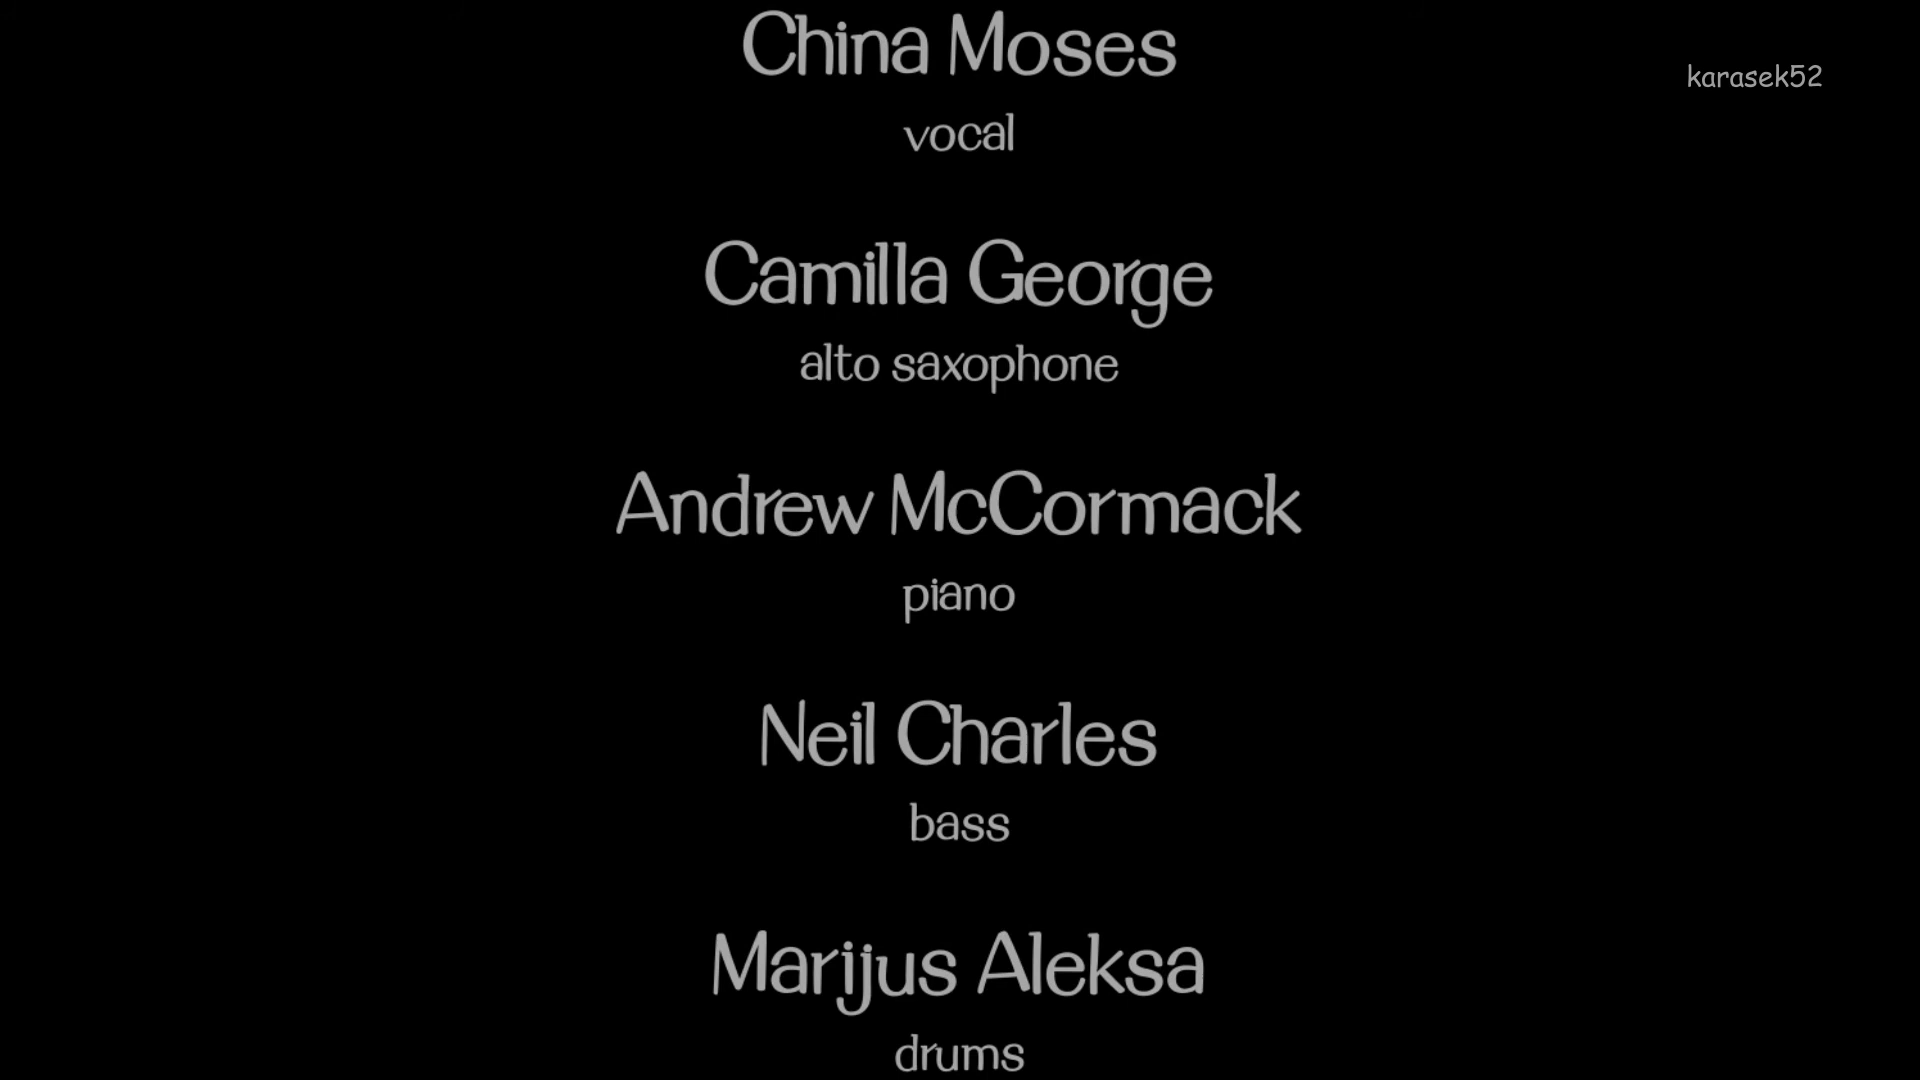 China Moses
karasek52
vocal
Camilla George
alto saxophone
Andrew McCormack
piano
Neil Charles
bass
Marijus Aleksa
drums